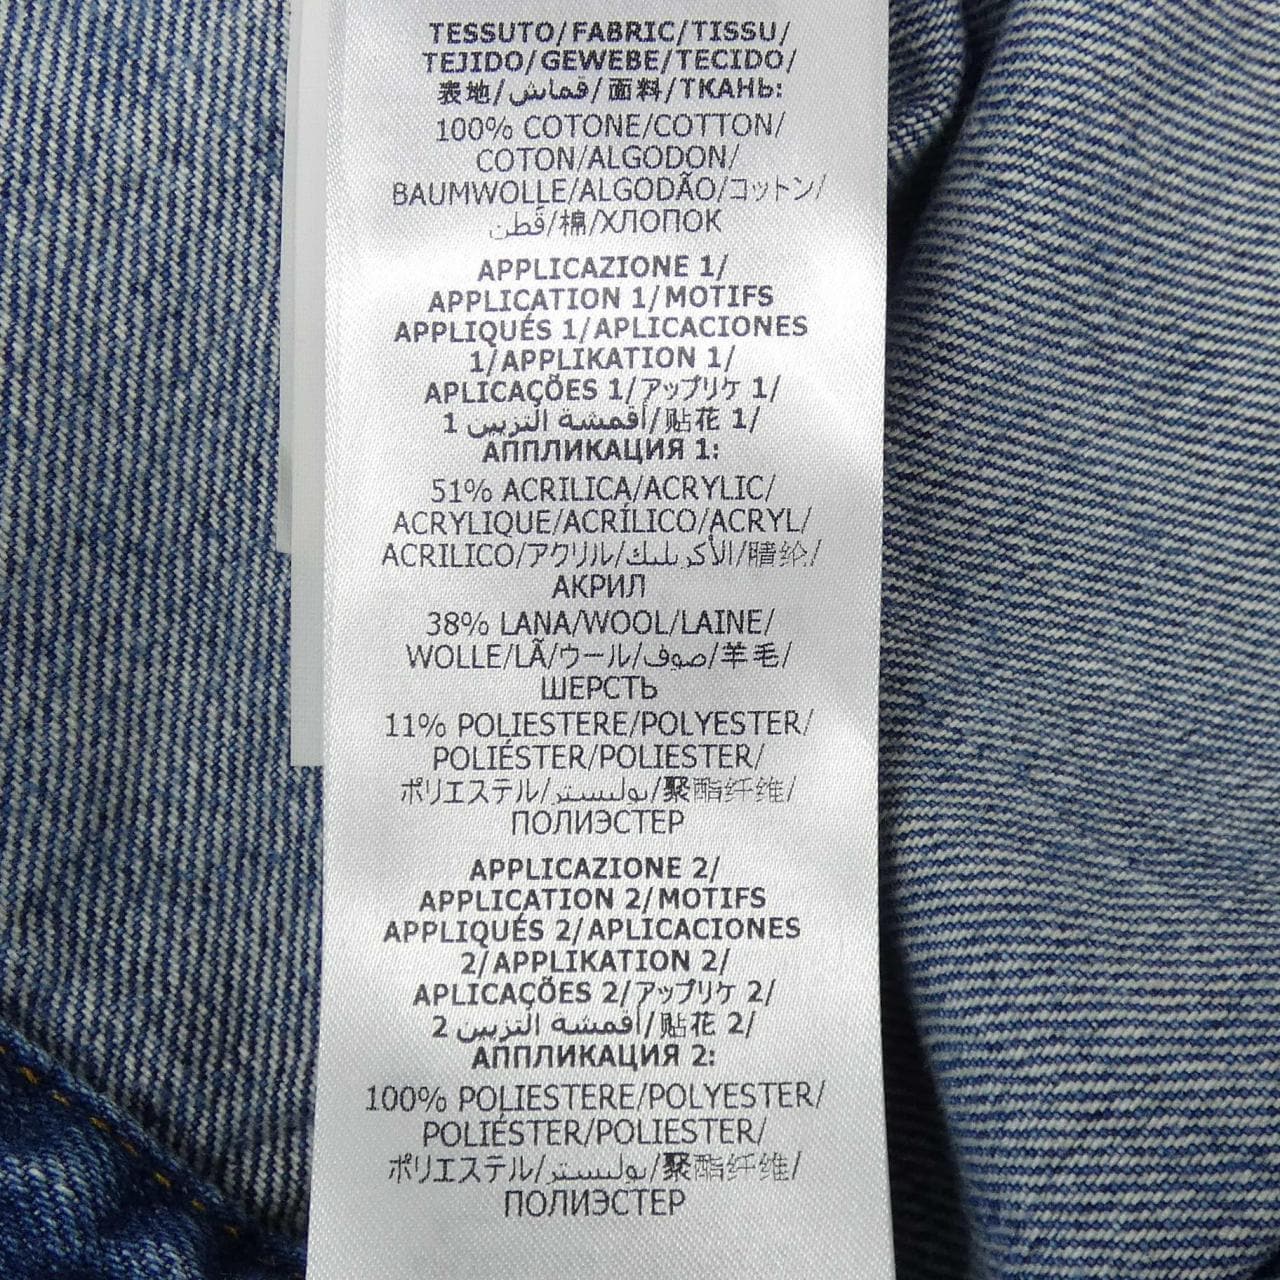 TESSUTO/FABRIC/TISSU/
TEJIDO/GEWEBE/TECIDO/
表地/قماش/面料/ТКАНЬ:
100% COTONE/COTTON/
COTON/ALGODON/
BAUMWOLLE/ALGODÃO/コットン/
قُطن/棉/ХЛОПОК
APPLICAZIONE 1/
APPLICATION 1/MOTIFS
APPLIQUÉS 1/APLICACIONES
1/APPLIKATION 1/
APLICAÇÕES 1/アップリケ 1/
أقمشة التزيين 1/贴花 1/
АППЛИКАЦИЯ 1:
51% ACRILICA/ACRYLIC/
ACRYLIQUE/ACRÍLICO/ACRYL/
ACRILICO/アクリル/الأكريليك/腈纶/
АКРИЛ
38% LANA/WOOL/LAINE/
WOLLE/LÃ/ウール/صوف/羊毛/
ШЕРСТЬ
11% POLIESTERE/POLYESTER/
POLIÉSTER/POLIESTER/
ポリエステル/بوليستر/聚酯纤维/
ПОЛИЭСТЕР
APPLICAZIONE 2/
APPLICATION 2/MOTIFS
APPLIQUÉS 2/APLICACIONES
2/APPLIKATION 2/
APLICAÇÕES 2/アップリケ 2/
أقمشة التزيين 2/贴花 2/
АППЛИКАЦИЯ 2:
100% POLIESTERE/POLYESTER/
POLIÉSTER/POLIESTER/
ポリエステル/بوليستر/聚酯纤维/
ПОЛИЭСТЕР